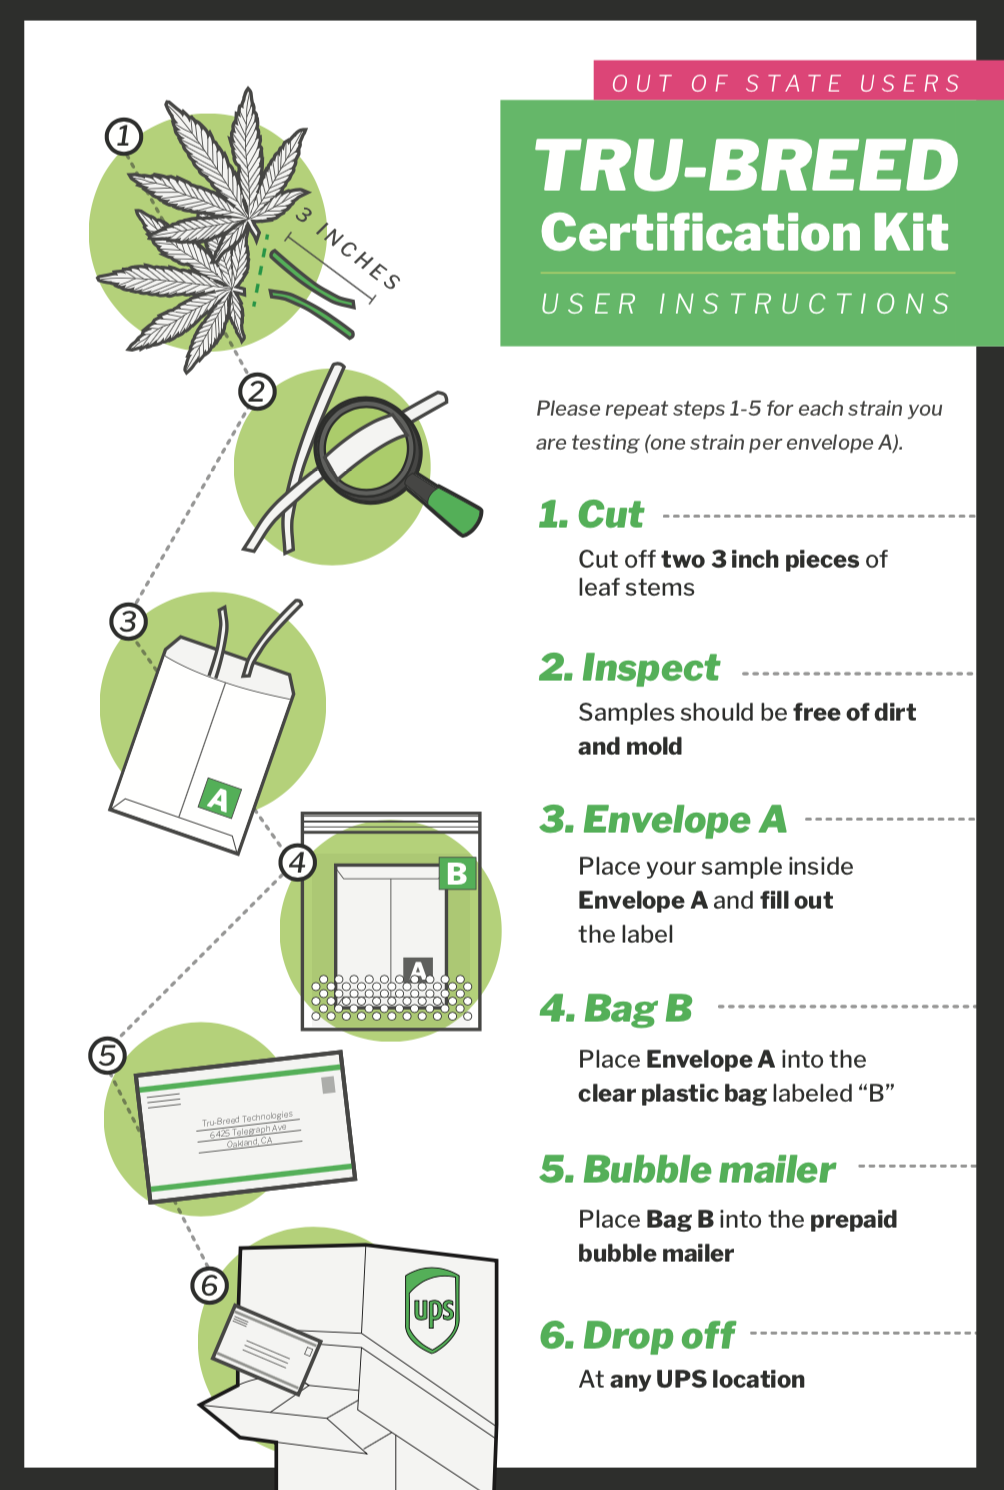 OUT OF STATE USERS
TRU-BREED
Certification Kit
USER INSTRUCTIONS
Please repeat steps 1-5 for each strain you
are testing (one strain per envelope A).
1
3 INCHES
1. Cut
Cut off two 3 inch pieces of
leaf stems
2
2. Inspect
Samples should be free of dirt
and mold
3
A
3. Envelope A
Place your sample inside
Envelope A and fill out
the label
4
B
A
4. Bag B
Place Envelope A into the
clear plastic bag labeled “B”
5
Tru-Breed Technologies
6425 Telegraph Ave
Oakland, CA
5. Bubble mailer
Place Bag B into the prepaid
bubble mailer
6
ups
6. Drop off
At any UPS location